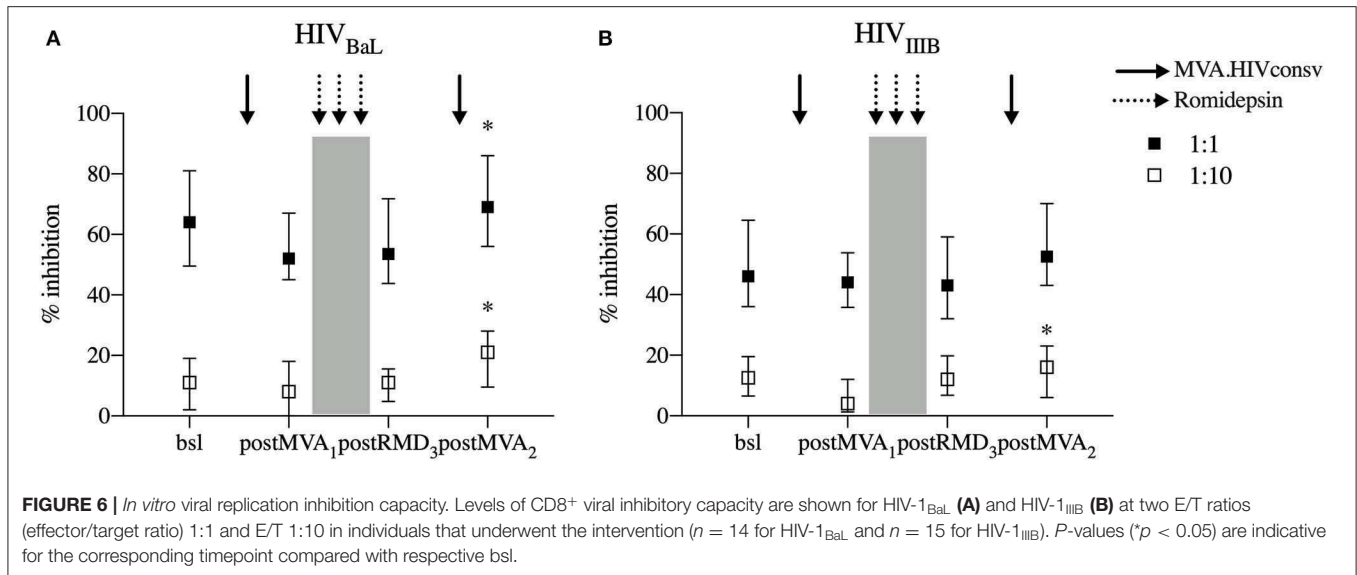 A
HIV BaL
B
HIV IIIB
MVA.HIVconsv
Romidepsin
1:1
1:10
% inhibition
100
80
60
40
20
0
*
*
bsl postMVA1 postRMD3 postMVA2
% inhibition
100
80
60
40
20
0
*
bsl postMVA1 postRMD3 postMVA2
FIGURE 6 | In vitro viral replication inhibition capacity. Levels of CD8+ viral inhibitory capacity are shown for HIV-1BaL (A) and HIV-1IIIB (B) at two E/T ratios
(effector/target ratio) 1:1 and E/T 1:10 in individuals that underwent the intervention (n = 14 for HIV-1BaL and n = 15 for HIV-1IIIB). P-values (*p < 0.05) are indicative
for the corresponding timepoint compared with respective bsl.